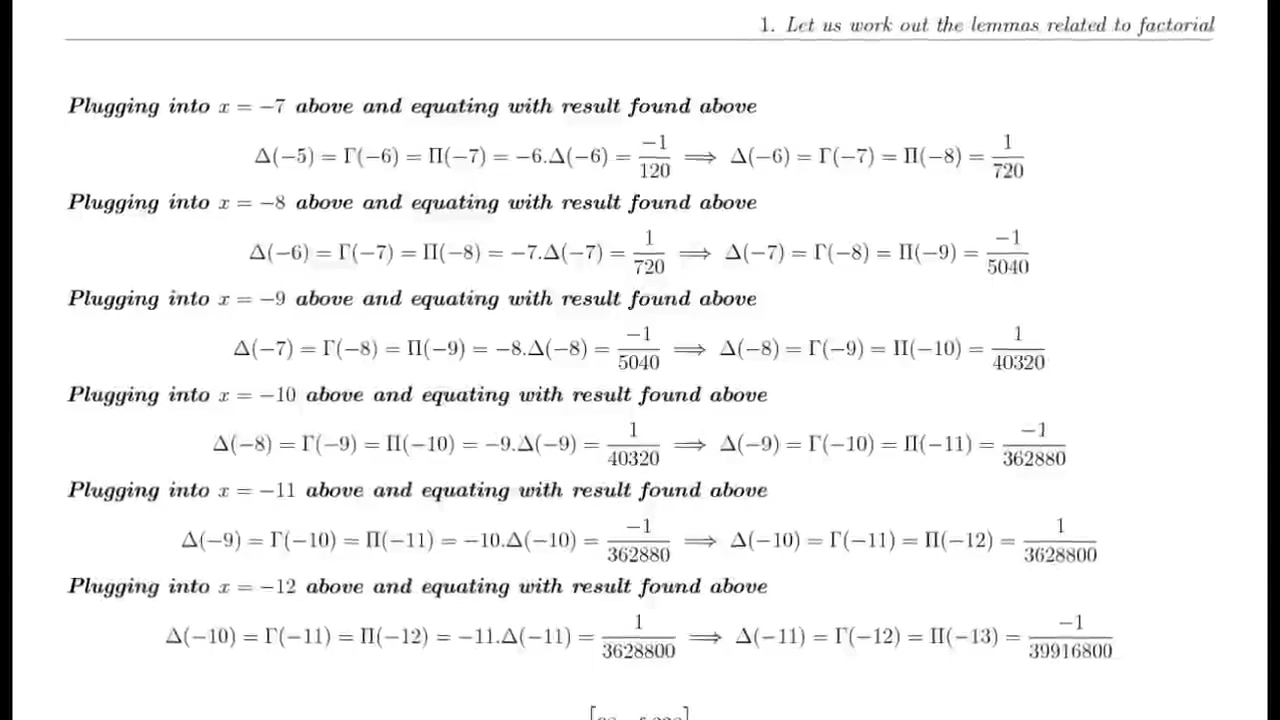 1. Let us work out the lemmas related to factorial
Plugging into x = −7 above and equating with result found above
Δ(−5) = Γ(−6) = Π(−7) = −6.Δ(−6) = −1/120 ⟹ Δ(−6) = Γ(−7) = Π(−8) = 1/720
Plugging into x = −8 above and equating with result found above
Δ(−6) = Γ(−7) = Π(−8) = −7.Δ(−7) = 1/720 ⟹ Δ(−7) = Γ(−8) = Π(−9) = −1/5040
Plugging into x = −9 above and equating with result found above
Δ(−7) = Γ(−8) = Π(−9) = −8.Δ(−8) = −1/5040 ⟹ Δ(−8) = Γ(−9) = Π(−10) = 1/40320
Plugging into x = −10 above and equating with result found above
Δ(−8) = Γ(−9) = Π(−10) = −9.Δ(−9) = 1/40320 ⟹ Δ(−9) = Γ(−10) = Π(−11) = −1/362880
Plugging into x = −11 above and equating with result found above
Δ(−9) = Γ(−10) = Π(−11) = −10.Δ(−10) = −1/362880 ⟹ Δ(−10) = Γ(−11) = Π(−12) = 1/3628800
Plugging into x = −12 above and equating with result found above
Δ(−10) = Γ(−11) = Π(−12) = −11.Δ(−11) = 1/3628800 ⟹ Δ(−11) = Γ(−12) = Π(−13) = −1/39916800